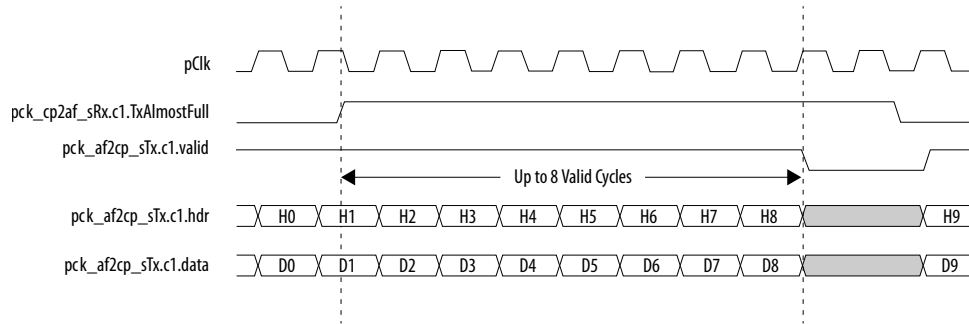 pClk
pck_cp2af_sRx.c1.TxAlmostFull
pck_af2cp_sTx.c1.valid
Up to 8 Valid Cycles
pck_af2cp_sTx.c1.hdr H0 H1 H2 H3 H4 H5 H6 H7 H8 H9
pck_af2cp_sTx.c1.data D0 D1 D2 D3 D4 D5 D6 D7 D8 D9